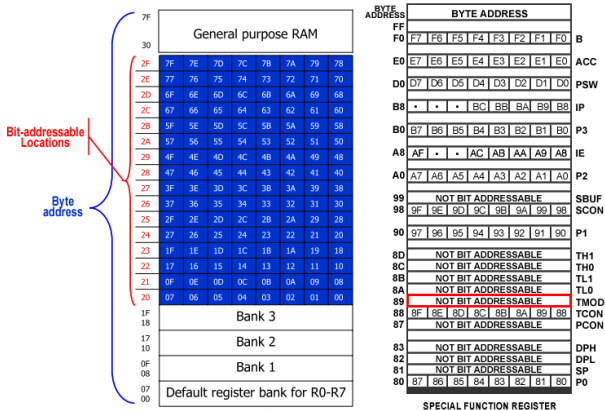 7F
General purpose RAM
30
2F 7F 7E 7D 7C 7B 7A 79 78
2E 77 76 75 74 73 72 71 70
2D 6F 6E 6D 6C 6B 6A 69 68
2C 67 66 65 64 63 62 61 60
2B 5F 5E 5D 5C 5B 5A 59 58
2A 57 56 55 54 53 52 51 50
29 4F 4E 4D 4C 4B 4A 49 48
28 47 46 45 44 43 42 41 40
27 3F 3E 3D 3C 3B 3A 39 38
26 37 36 35 34 33 32 31 30
25 2F 2E 2D 2C 2B 2A 29 28
24 27 26 25 24 23 22 21 20
23 1F 1E 1D 1C 1B 1A 19 18
22 17 16 15 14 13 12 11 10
21 0F 0E 0D 0C 0B 0A 09 08
20 07 06 05 04 03 02 01 00
1F
18
Bank 3
17
10
Bank 2
0F
08
Bank 1
07
00
Default register bank for R0-R7
Bit-addressable
Locations
Byte
address
BYTE
ADDRESS
BYTE ADDRESS
FF
F0 F7 F6 F5 F4 F3 F2 F1 F0 B
E0 E7 E6 E5 E4 E3 E2 E1 E0 ACC
D0 D7 D6 D5 D4 D3 D2 D1 D0 PSW
B8 - - - BC BB BA B9 B8 IP
B0 B7 B6 B5 B4 B3 B2 B1 B0 P3
A8 AF - - AC AB AA A9 A8 IE
A0 A7 A6 A5 A4 A3 A2 A1 A0 P2
99 NOT BIT ADDRESSABLE SBUF
98 9F 9E 9D 9C 9B 9A 99 98 SCON
90 97 96 95 94 93 92 91 90 P1
8D NOT BIT ADDRESSABLE TH1
8C NOT BIT ADDRESSABLE TH0
8B NOT BIT ADDRESSABLE TL1
8A NOT BIT ADDRESSABLE TL0
89 NOT BIT ADDRESSABLE TMOD
88 8F 8E 8D 8C 8B 8A 89 88 TCON
87 NOT BIT ADDRESSABLE PCON
83 NOT BIT ADDRESSABLE DPH
82 NOT BIT ADDRESSABLE DPL
81 NOT BIT ADDRESSABLE SP
80 87 86 85 84 83 82 81 80 P0
SPECIAL FUNCTION REGISTER